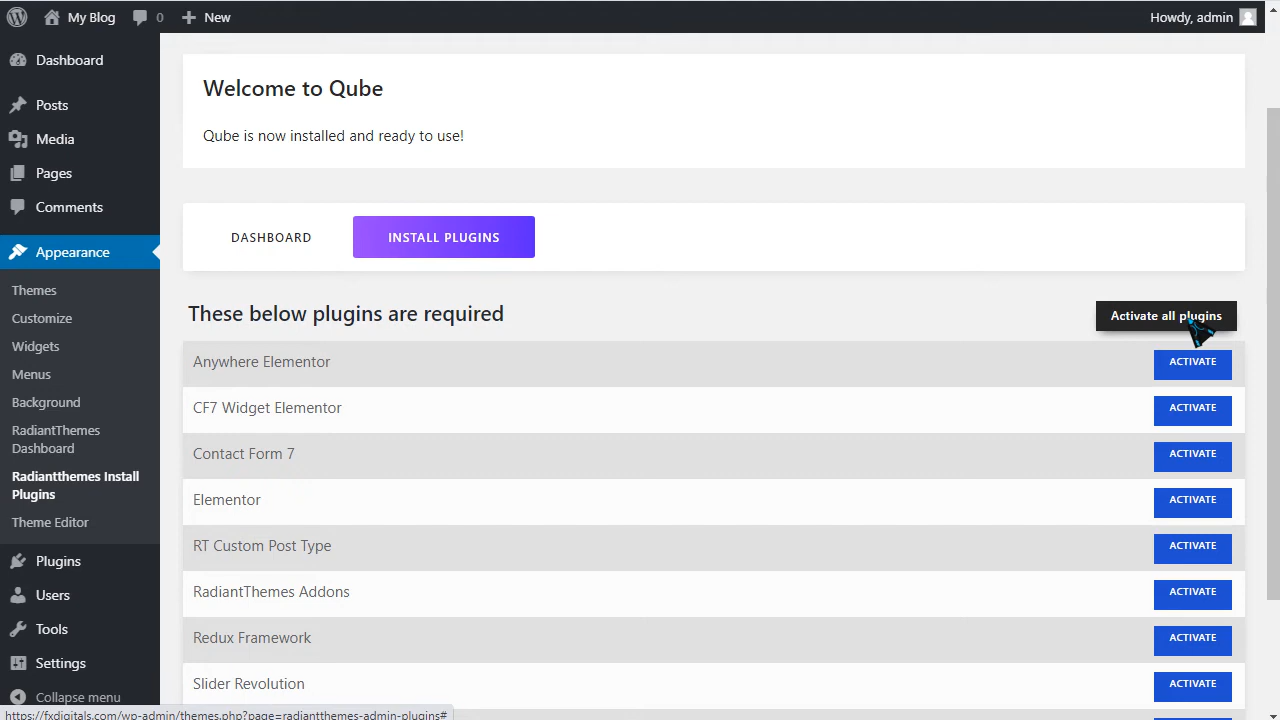 My Blog
0
New
Howdy, admin
Dashboard
Posts
Media
Pages
Comments
Appearance
Themes
Customize
Widgets
Menus
Background
RadiantThemes
Dashboard
Radiantthemes Install
Plugins
Theme Editor
Plugins
Users
Tools
Settings
Collapse menu
Welcome to Qube
Qube is now installed and ready to use!
DASHBOARD
INSTALL PLUGINS
These below plugins are required
Activate all plugins
Anywhere Elementor
ACTIVATE
CF7 Widget Elementor
ACTIVATE
Contact Form 7
ACTIVATE
Elementor
ACTIVATE
RT Custom Post Type
ACTIVATE
RadiantThemes Addons
ACTIVATE
Redux Framework
ACTIVATE
Slider Revolution
ACTIVATE
https://fxdigitals.com/wp-admin/themes.php?page=radiantthemes-admin-plugins#